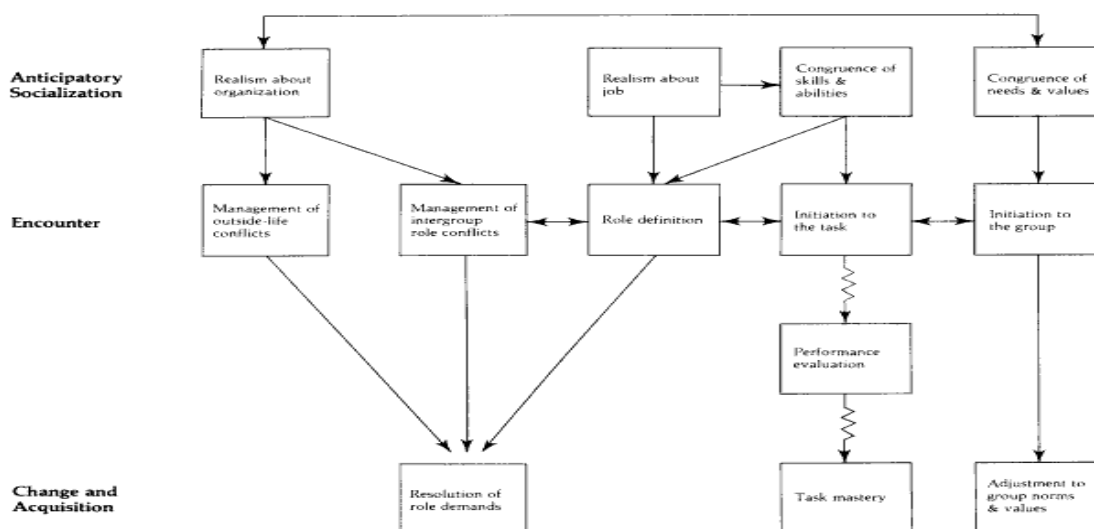 Anticipatory
Socialization
Realism about
organization
Realism about
job
Congruence of
skills &
abilities
Congruence of
needs & values
Encounter
Management of
outside-life
conflicts
Management of
intergroup
role conflicts
Role definition
Initiation to
the task
Initiation to
the group
Performance
evaluation
Change and
Acquisition
Resolution of
role demands
Task mastery
Adjustment to
group norms
& values